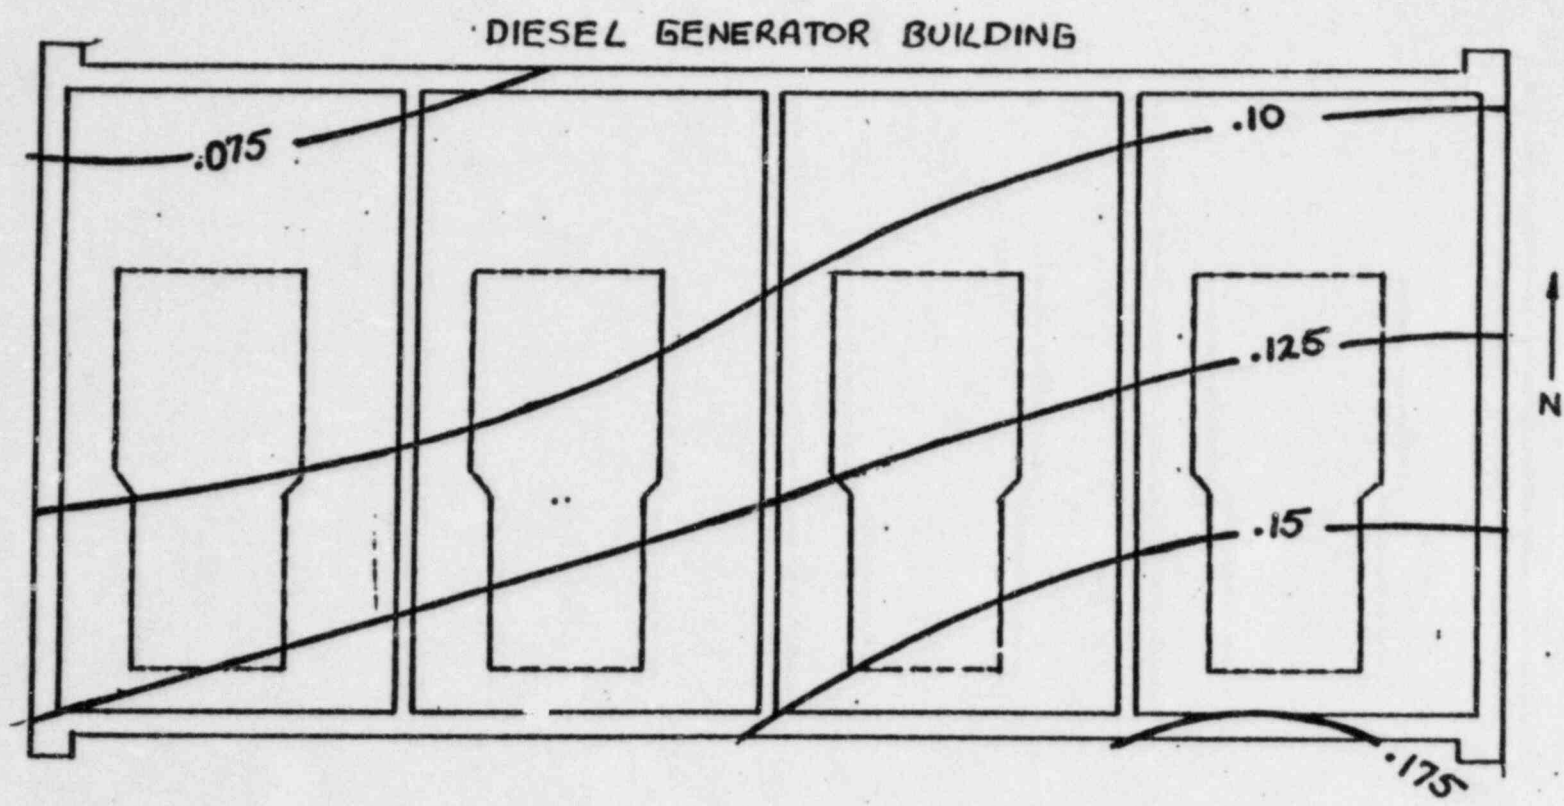 DIESEL GENERATOR BUILDING
.075
.10
.125
N
.15
.175